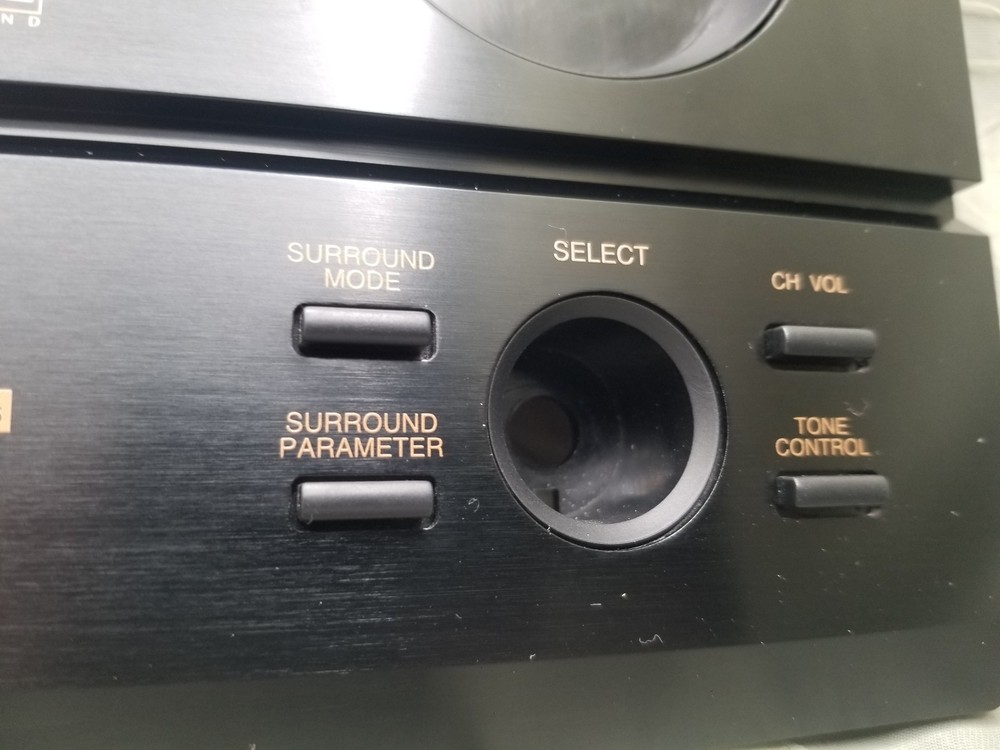 N D
SURROUND
MODE
SELECT
CH VOL
SURROUND
PARAMETER
TONE
CONTROL